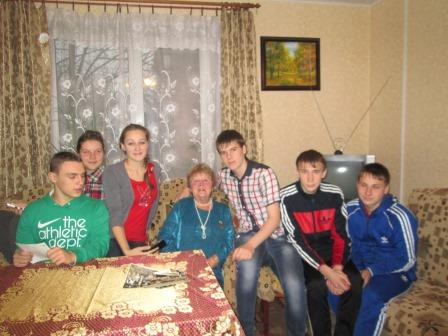 the
athletic
dept.